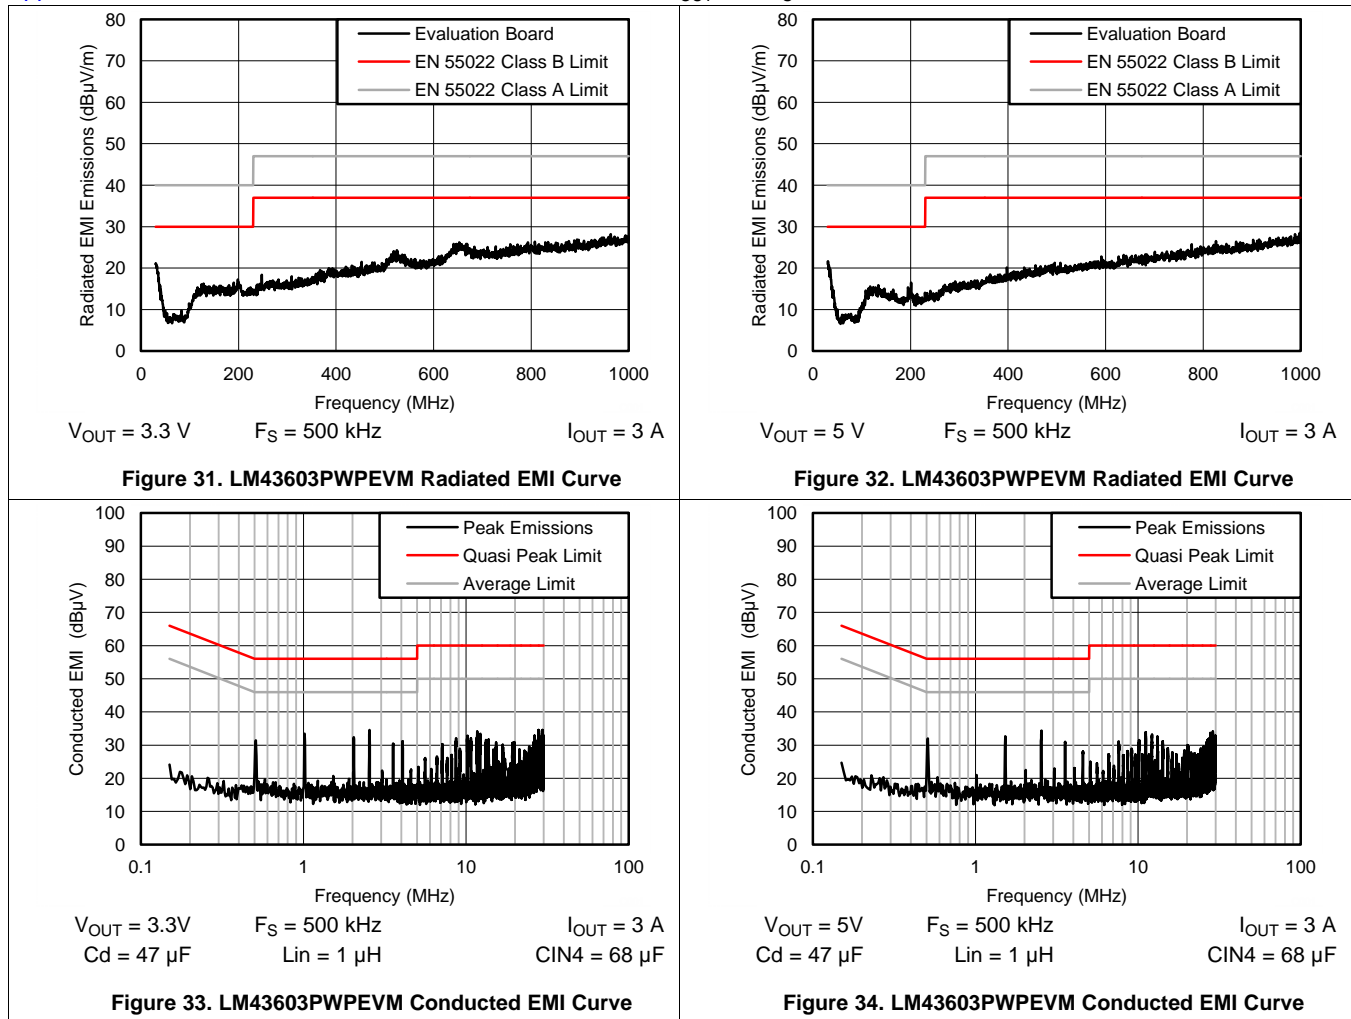 80
70
60
50
40
30
20
10
0
Radiated EMI Emissions (dBµV/m)
Evaluation Board
EN 55022 Class B Limit
EN 55022 Class A Limit
0 200 400 600 800 1000
Frequency (MHz)
VOUT = 3.3 V FS = 500 kHz IOUT = 3 A
Figure 31. LM43603PWPEVM Radiated EMI Curve
80
70
60
50
40
30
20
10
0
Radiated EMI Emissions (dBµV/m)
Evaluation Board
EN 55022 Class B Limit
EN 55022 Class A Limit
0 200 400 600 800 1000
Frequency (MHz)
VOUT = 5 V FS = 500 kHz IOUT = 3 A
Figure 32. LM43603PWPEVM Radiated EMI Curve
100
90
80
70
60
50
40
30
20
10
0
Conducted EMI (dBµV)
Peak Emissions
Quasi Peak Limit
Average Limit
0.1 1 10 100
Frequency (MHz)
VOUT = 3.3V FS = 500 kHz IOUT = 3 A
Cd = 47 µF Lin = 1 µH CIN4 = 68 µF
Figure 33. LM43603PWPEVM Conducted EMI Curve
100
90
80
70
60
50
40
30
20
10
0
Conducted EMI (dBµV)
Peak Emissions
Quasi Peak Limit
Average Limit
0.1 1 10 100
Frequency (MHz)
VOUT = 5V FS = 500 kHz IOUT = 3 A
Cd = 47 µF Lin = 1 µH CIN4 = 68 µF
Figure 34. LM43603PWPEVM Conducted EMI Curve